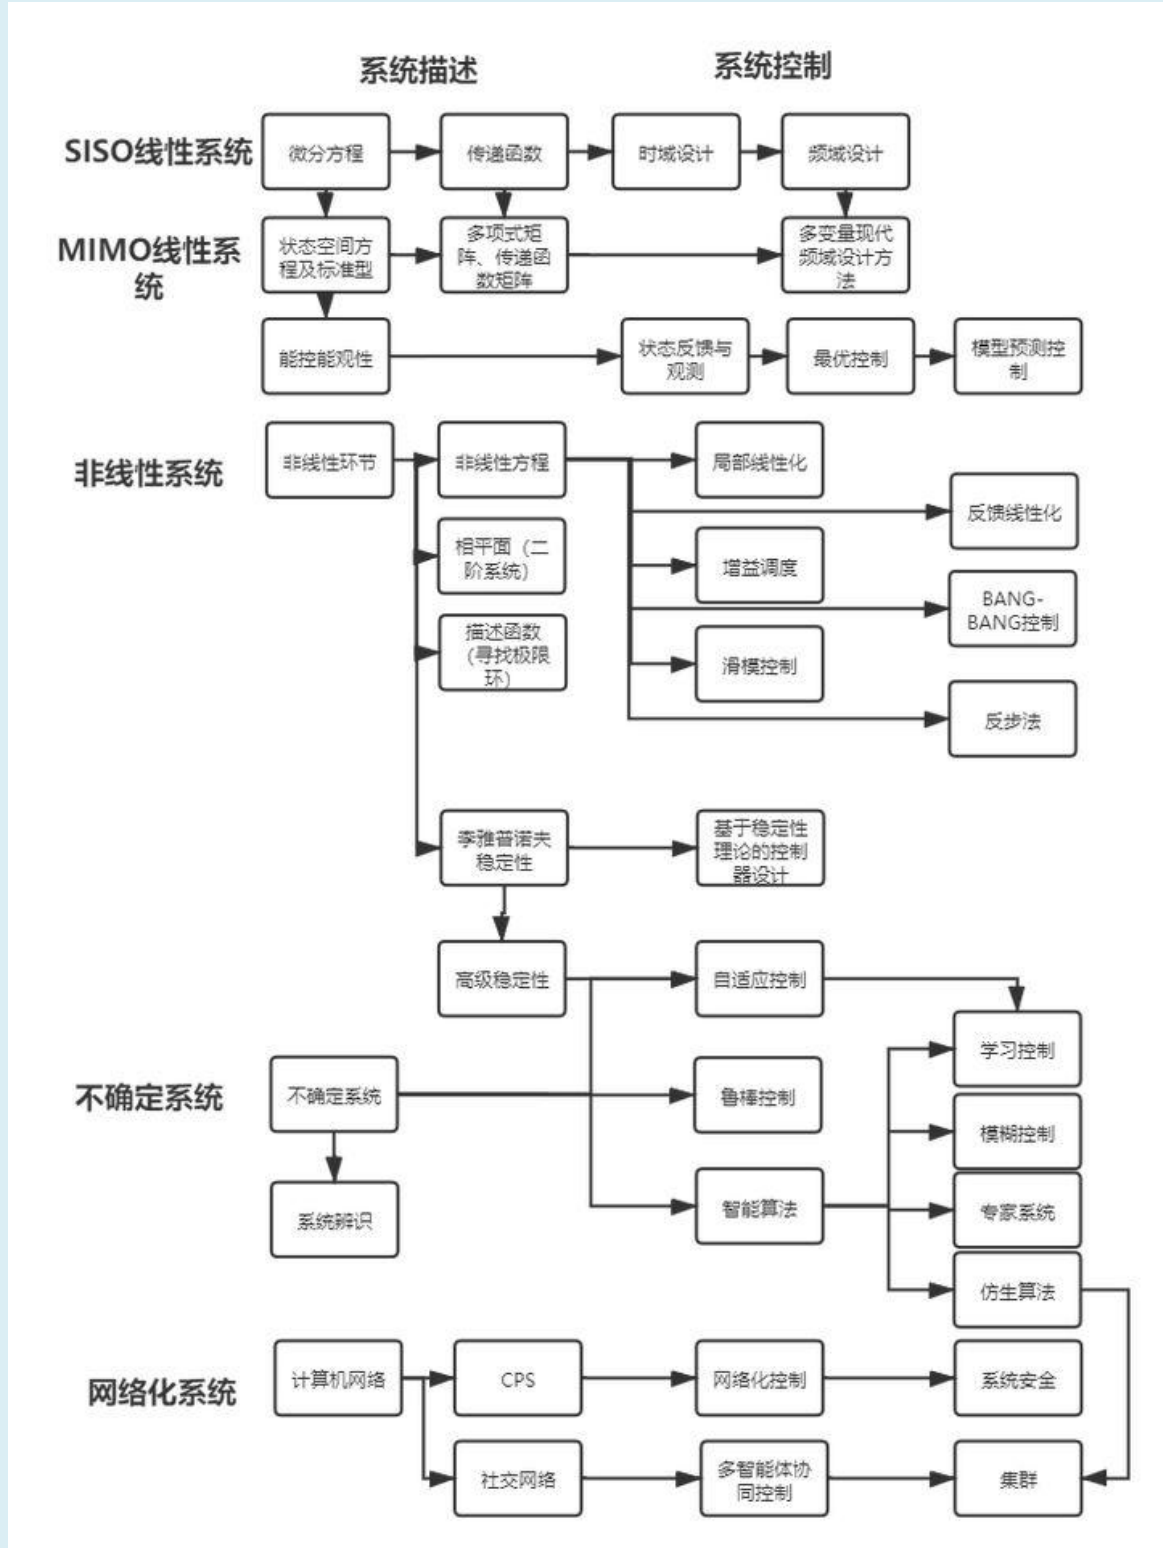 系统描述
系统控制
SISO线性系统
微分方程
传递函数
时域设计
频域设计
MIMO线性系
统
状态空间方
程及标准型
多项式矩
阵、传递函
数矩阵
多变量现代
频域设计方
法
能控能观性
状态反馈与
观测
最优控制
模型预测控
制
非线性系统
非线性环节
非线性方程
局部线性化
反馈线性化
相平面（二
阶系统）
增益调度
BANG-
BANG控制
描述函数
（寻找极限
环）
滑模控制
反步法
李雅普诺夫
稳定性
基于稳定性
理论的控制
器设计
高级稳定性
自适应控制
学习控制
不确定系统
不确定系统
鲁棒控制
模糊控制
系统辨识
智能算法
专家系统
仿生算法
网络化系统
计算机网络
CPS
网络化控制
系统安全
社交网络
多智能体协
同控制
集群